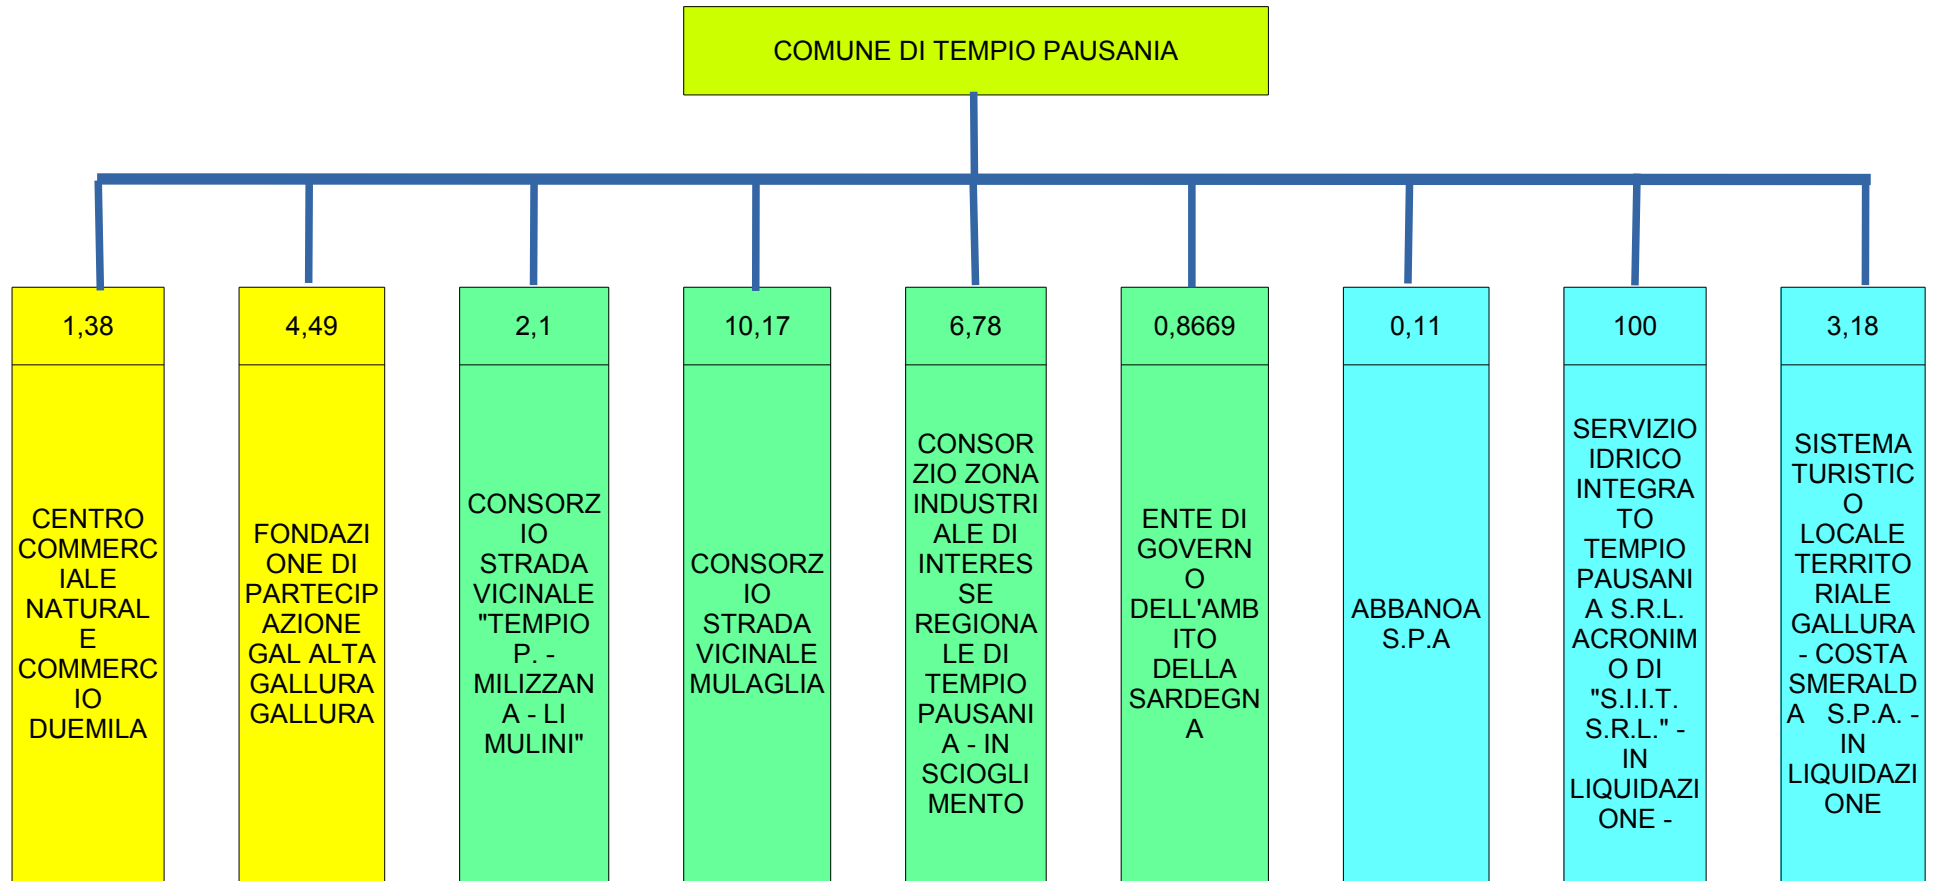 COMUNE DI TEMPIO PAUSANIA
1,38
CENTRO
COMMERC
IALE
NATURAL
E
COMMERC
IO
DUEMILA
4,49
FONDAZI
ONE DI
PARTECIP
AZIONE
GAL ALTA
GALLURA
GALLURA
2,1
CONSORZ
IO
STRADA
VICINALE
"TEMPIO
P. -
MILIZZAN
A - LI
MULINI"
10,17
CONSORZ
IO
STRADA
VICINALE
MULAGLIA
6,78
CONSOR
ZIO ZONA
INDUSTRI
ALE DI
INTERES
SE
REGIONA
LE DI
TEMPIO
PAUSANI
A - IN
SCIOGLI
MENTO
0,8669
ENTE DI
GOVERN
O
DELL'AMB
ITO
DELLA
SARDEGN
A
0,11
ABBANOA
S.P.A
100
SERVIZIO
IDRICO
INTEGRA
TO
TEMPIO
PAUSANI
A S.R.L.
ACRONIM
O DI
"S.I.I.T.
S.R.L." -
IN
LIQUIDAZI
ONE -
3,18
SISTEMA
TURISTIC
O
LOCALE
TERRITO
RIALE
GALLURA
- COSTA
SMERALD
A S.P.A. -
IN
LIQUIDAZI
ONE